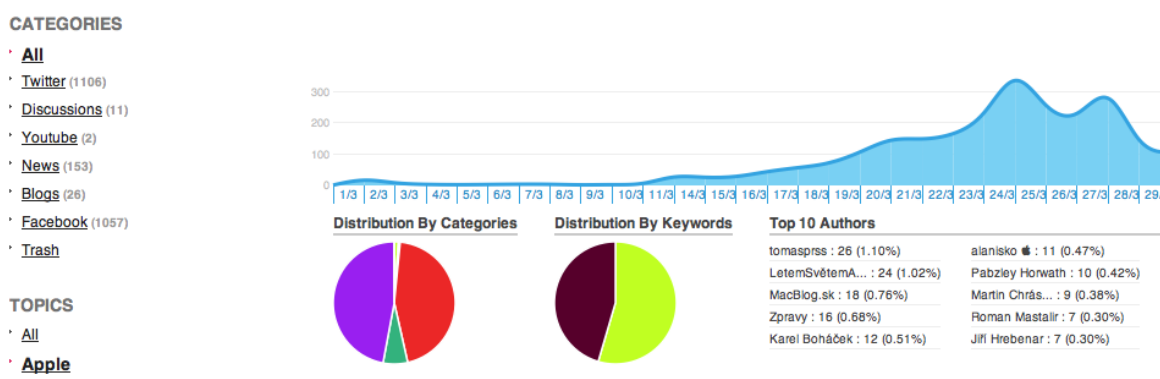 CATEGORIES
All
Twitter (1106)
Discussions (11)
Youtube (2)
News (153)
Blogs (26)
Facebook (1057)
Trash
TOPICS
All
Apple
300
200
100
0
1/3 2/3 3/3 4/3 5/3 6/3 7/3 8/3 9/3 10/3 11/3 14/3 15/3 16/3 17/3 18/3 19/3 20/3 21/3 22/3 23/3 24/3 25/3 26/3 27/3 28/3 29/
Distribution By Categories
Distribution By Keywords
Top 10 Authors
tomasprss : 26 (1.10%)
LetemSvětemA... : 24 (1.02%)
MacBlog.sk : 18 (0.76%)
Zpravy : 16 (0.68%)
Karel Boháček : 12 (0.51%)
alanisko  : 11 (0.47%)
Pabzley Horwath : 10 (0.42%)
Martin Chrás... : 9 (0.38%)
Roman Mastalir : 7 (0.30%)
Jiří Hrebenar : 7 (0.30%)